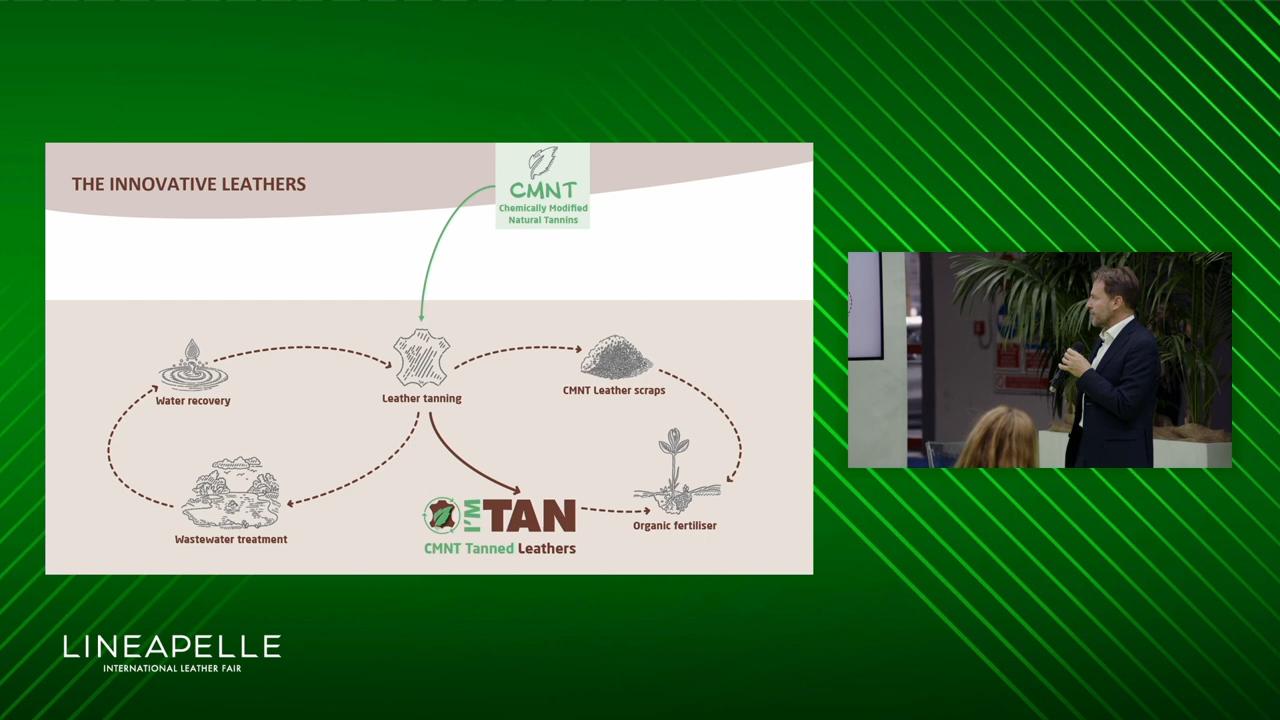 THE INNOVATIVE LEATHERS
CMNT
Chemically Modified
Natural Tannins
Water recovery
Leather tanning
CMNT Leather scraps
Wastewater treatment
I'M TAN
CMNT Tanned Leathers
Organic fertiliser
LINEAPELLE
INTERNATIONAL LEATHER FAIR